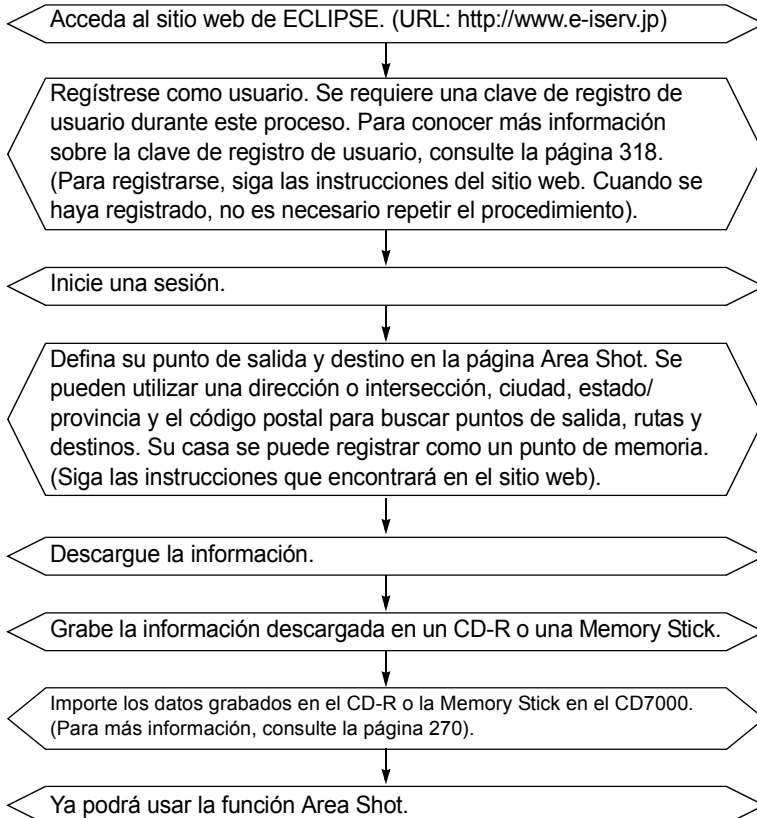 Acceda al sitio web de ECLIPSE. (URL: http://www.e-iserv.jp)
Regístrese como usuario. Se requiere una clave de registro de
usuario durante este proceso. Para conocer más información
sobre la clave de registro de usuario, consulte la página 318.
(Para registrarse, siga las instrucciones del sitio web. Cuando se
haya registrado, no es necesario repetir el procedimiento).
Inicie una sesión.
Defina su punto de salida y destino en la página Area Shot. Se
pueden utilizar una dirección o intersección, ciudad, estado/
provincia y el código postal para buscar puntos de salida, rutas y
destinos. Su casa se puede registrar como un punto de memoria.
(Siga las instrucciones que encontrará en el sitio web).
Descargue la información.
Grabe la información descargada en un CD-R o una Memory Stick.
Importe los datos grabados en el CD-R o la Memory Stick en el CD7000.
(Para más información, consulte la página 270).
Ya podrá usar la función Area Shot.